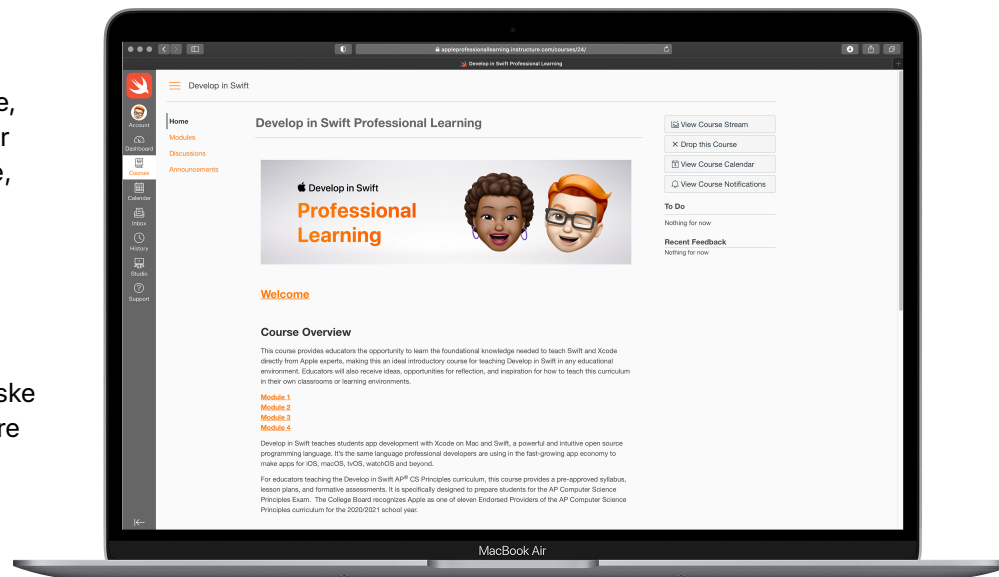 e,
r
e,
ske
re
appleprofessionallearning.instructure.com/courses/24/
Develop in Swift Professional Learning
Develop in Swift
Account
Dashboard
Courses
Calendar
Inbox
History
Studio
Support
Home
Modules
Discussions
Announcements
Develop in Swift Professional Learning
Develop in Swift
Professional
Learning
Welcome
Course Overview
This course provides educators the opportunity to learn the foundational knowledge needed to teach Swift and Xcode
directly from Apple experts, making this an ideal introductory course for teaching Develop in Swift in any educational
environment. Educators will also receive ideas, opportunities for reflection, and inspiration for how to teach this curriculum
in their own classrooms or learning environments.
Module 1
Module 2
Module 3
Module 4
Develop in Swift teaches students app development with Xcode on Mac and Swift, a powerful and intuitive open source
programming language. It's the same language professional developers are using in the fast-growing app economy to
make apps for iOS, macOS, tvOS, watchOS and beyond.
For educators teaching the Develop in Swift AP® CS Principles curriculum, this course provides a pre-approved syllabus,
lesson plans, and formative assessments. It is specifically designed to prepare students for the AP Computer Science
Principles Exam. The College Board recognizes Apple as one of eleven Endorsed Providers of the AP Computer Science
Principles curriculum for the 2020/2021 school year.
View Course Stream
Drop this Course
View Course Calendar
View Course Notifications
To Do
Nothing for now
Recent Feedback
Nothing for now
MacBook Air